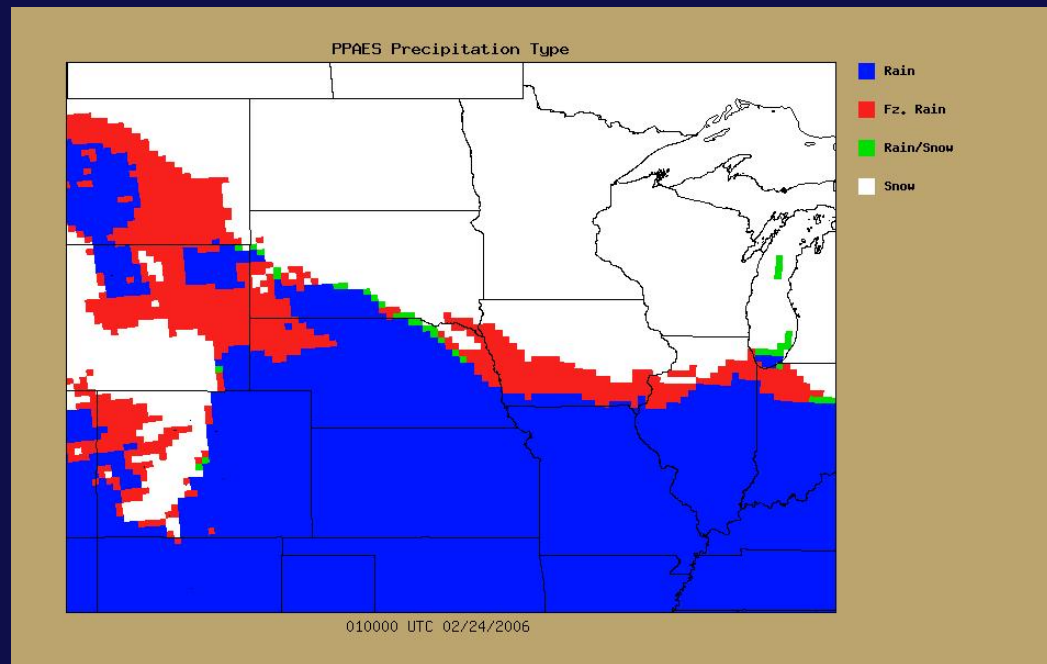 PPAES Precipitation Type
Rain
Fz. Rain
Rain/Snow
Snow
010000 UTC 02/24/2006